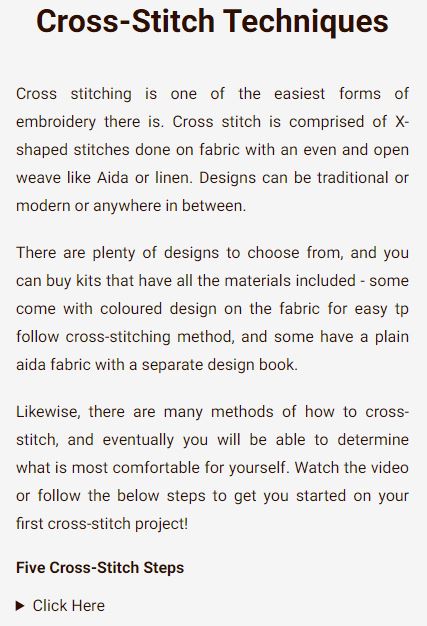 Cross-Stitch Techniques
Cross stitching is one of the easiest forms of
embroidery there is. Cross stitch is comprised of X-
shaped stitches done on fabric with an even and open
weave like Aida or linen. Designs can be traditional or
modern or anywhere in between.
There are plenty of designs to choose from, and you
can buy kits that have all the materials included - some
come with coloured design on the fabric for easy tp
follow cross-stitching method, and some have a plain
aida fabric with a separate design book.
Likewise, there are many methods of how to cross-
stitch, and eventually you will be able to determine
what is most comfortable for yourself. Watch the video
or follow the below steps to get you started on your
first cross-stitch project!
Five Cross-Stitch Steps
Click Here